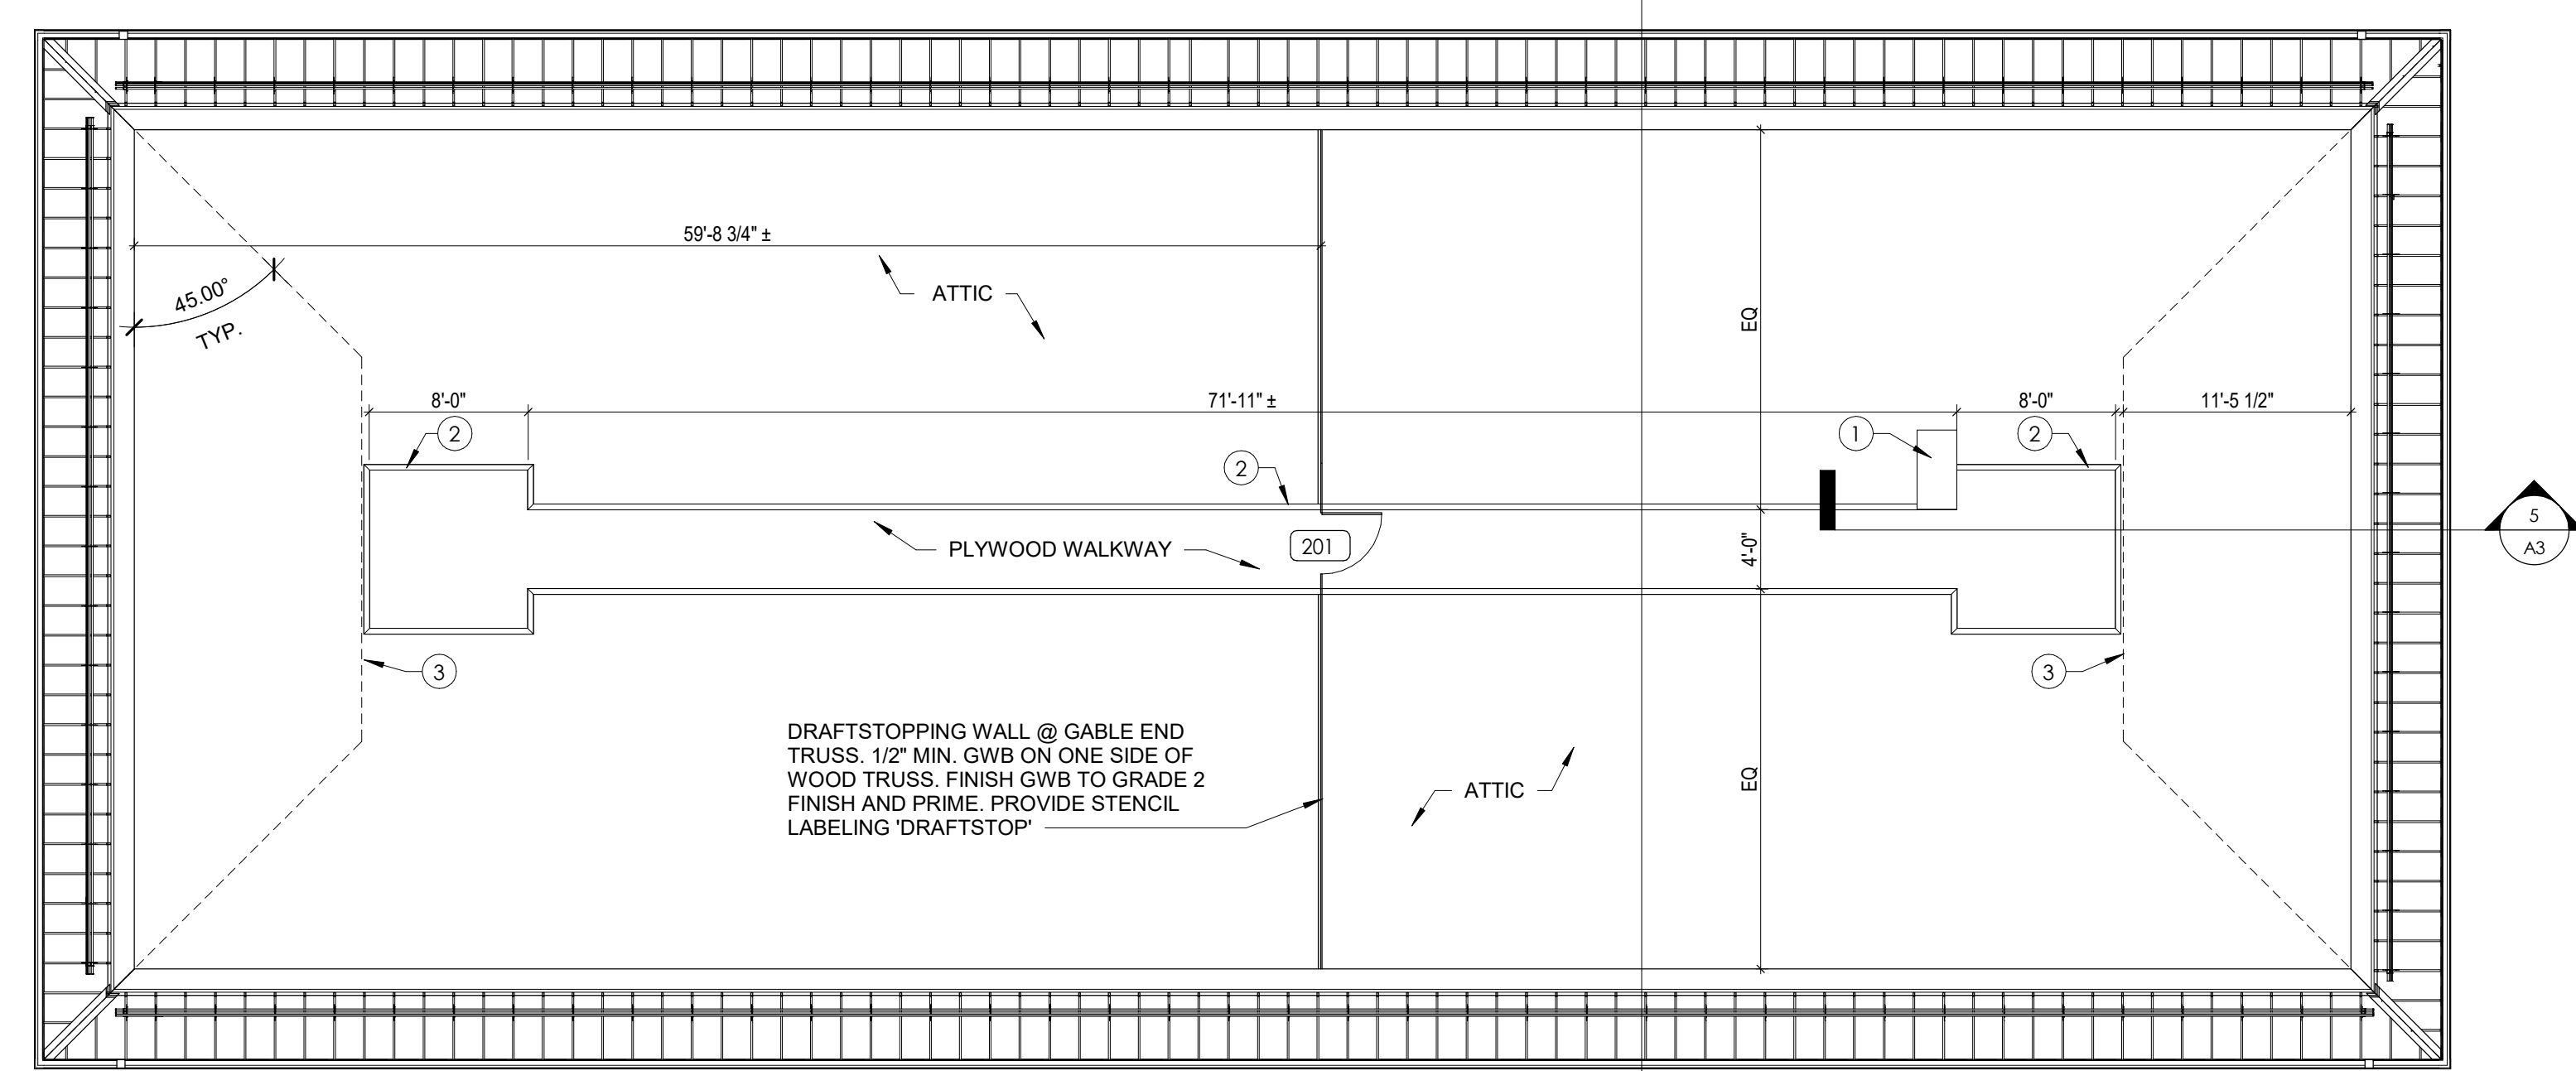 59'-8 3/4" ±
45.00°
TYP.
ATTIC
EQ
8'-0"
71'-11" ±
8'-0"
11'-5 1/2"
2
1
2
2
5
A3
PLYWOOD WALKWAY
201
4'-0"
3
3
DRAFTSTOPPING WALL @ GABLE END
TRUSS. 1/2" MIN. GWB ON ONE SIDE OF
WOOD TRUSS. FINISH GWB TO GRADE 2
FINISH AND PRIME. PROVIDE STENCIL
LABELING 'DRAFTSTOP'
EQ
ATTIC